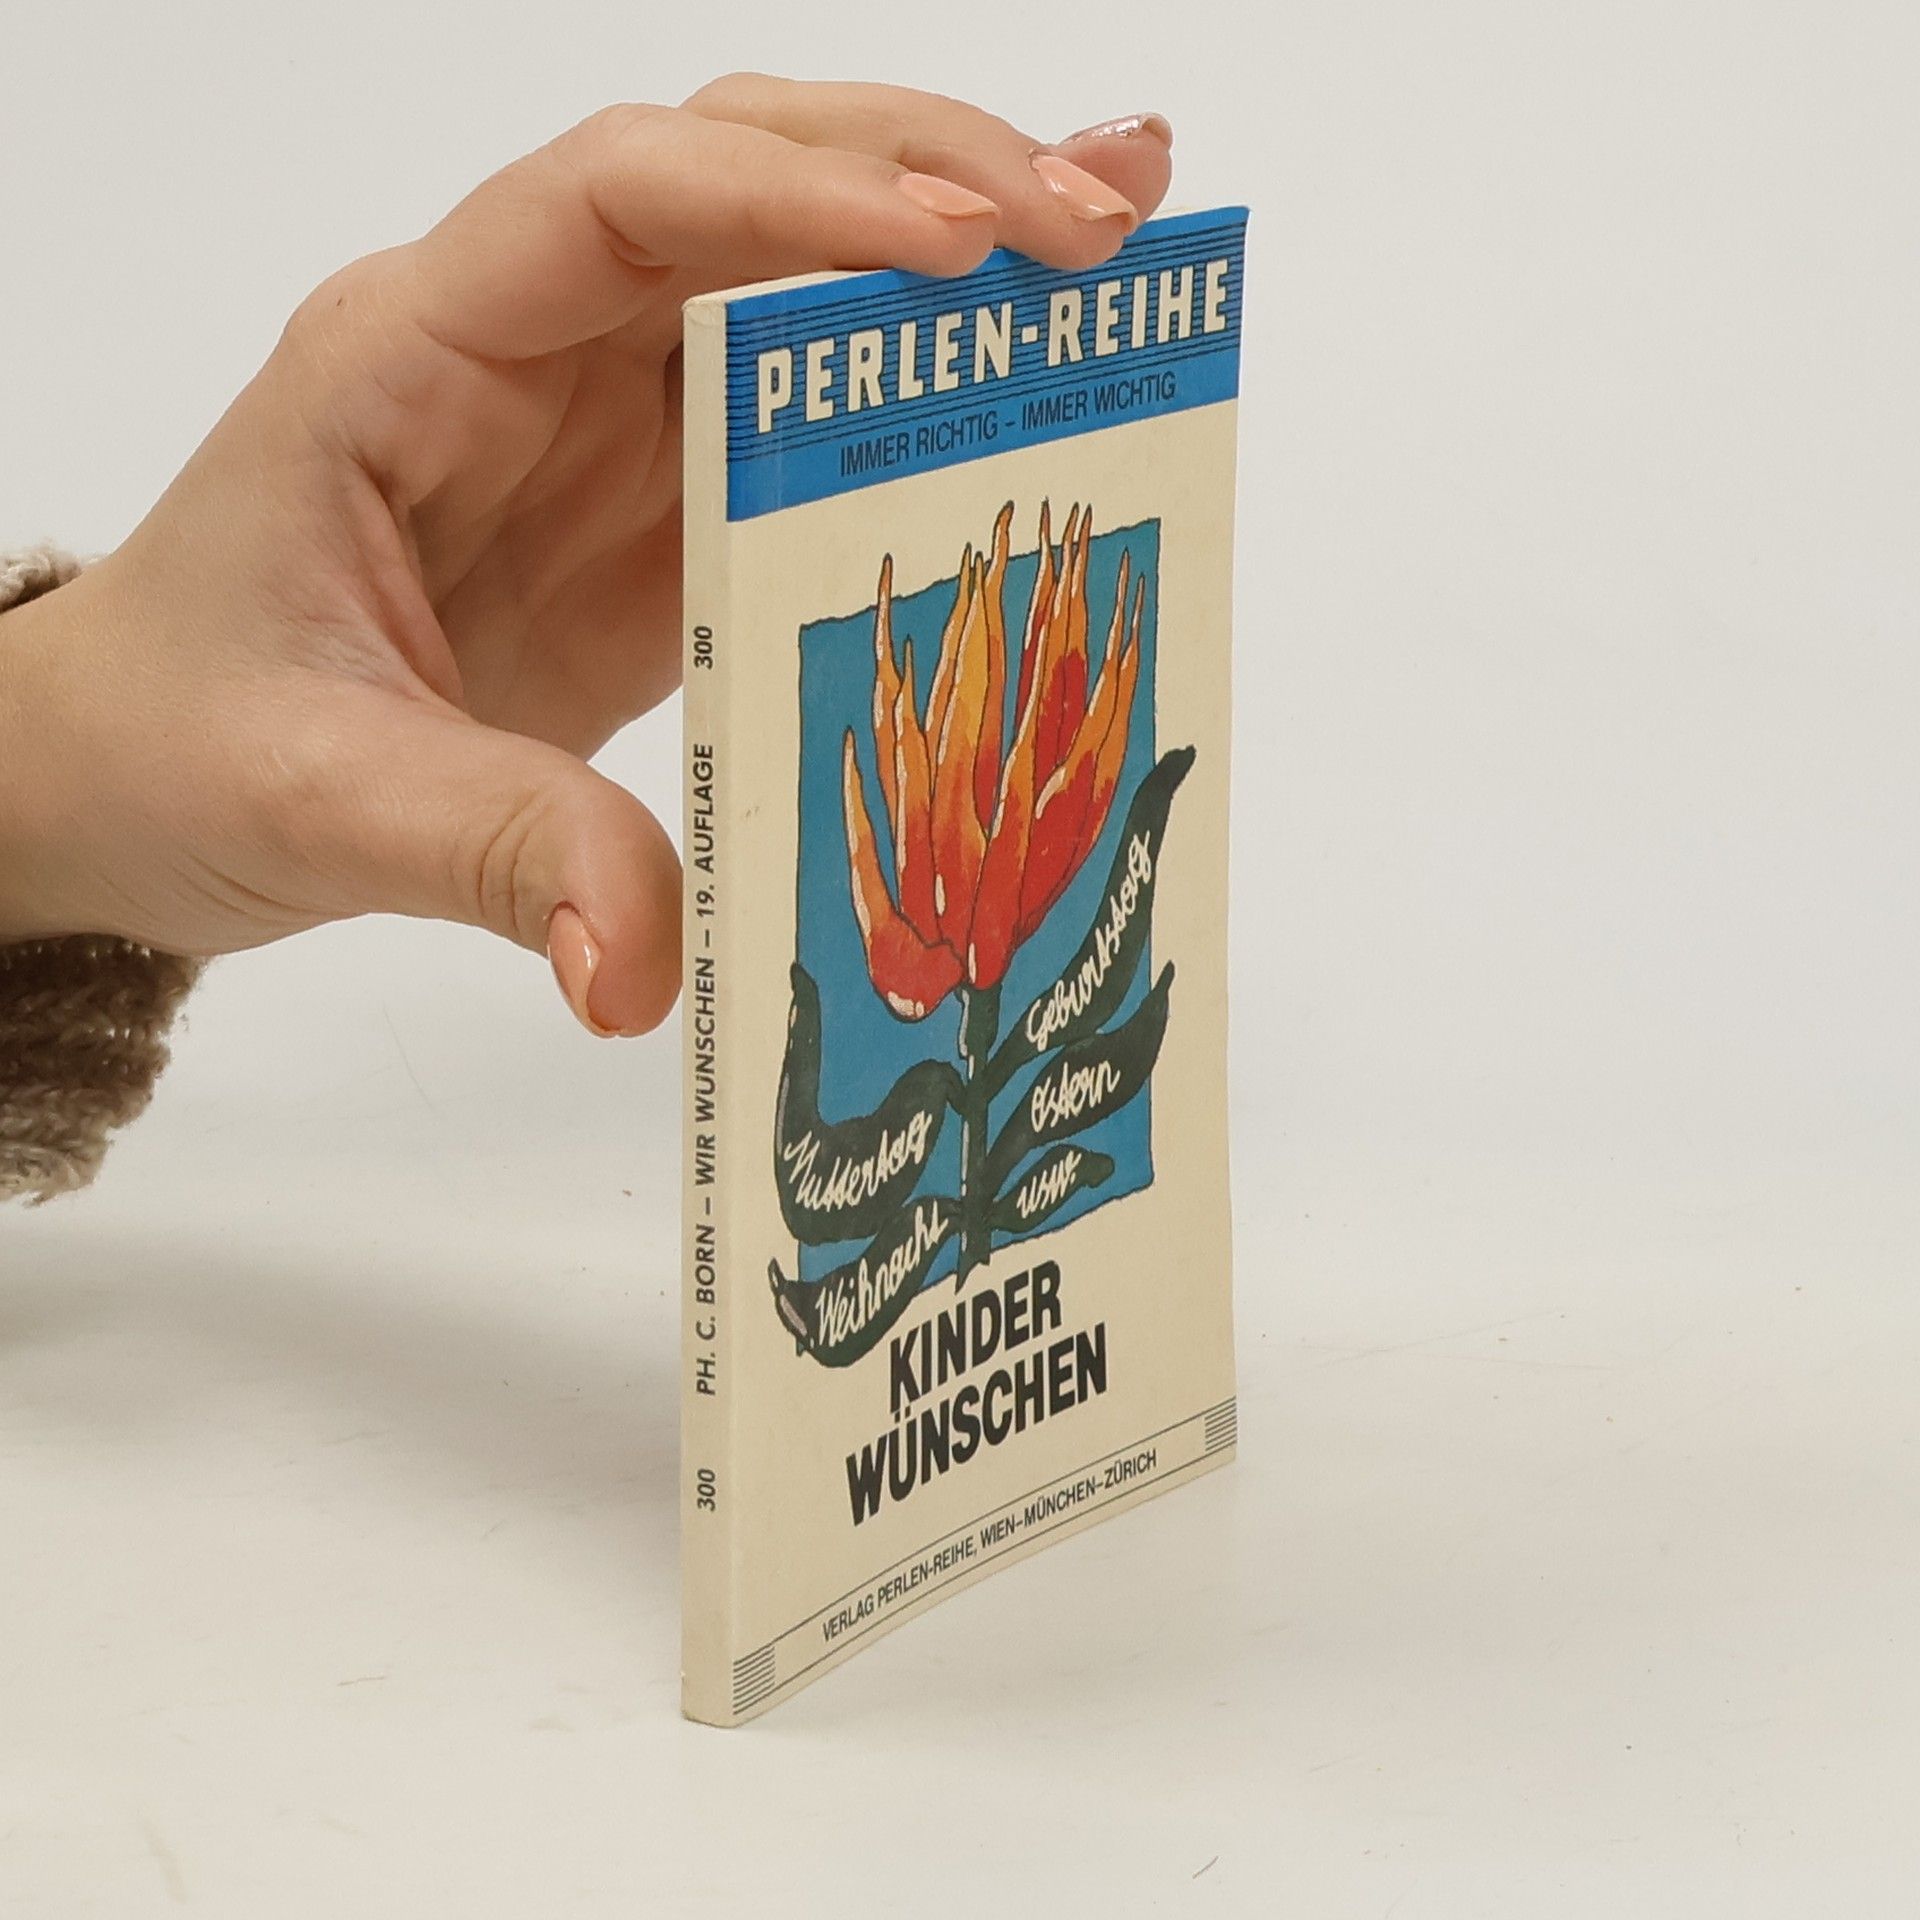 PERLEN-REIHE
IMMER RICHTIG – IMMER WICHTIG
Geburtstag
Ostern
usw.
Muttertag
Weihnacht
KINDER
WÜNSCHEN
VERLAG PERLEN-REIHE, WIEN–MÜNCHEN–ZÜRICH
300 PH. C. BORN – WIR WÜNSCHEN – 19. AUFLAGE 300